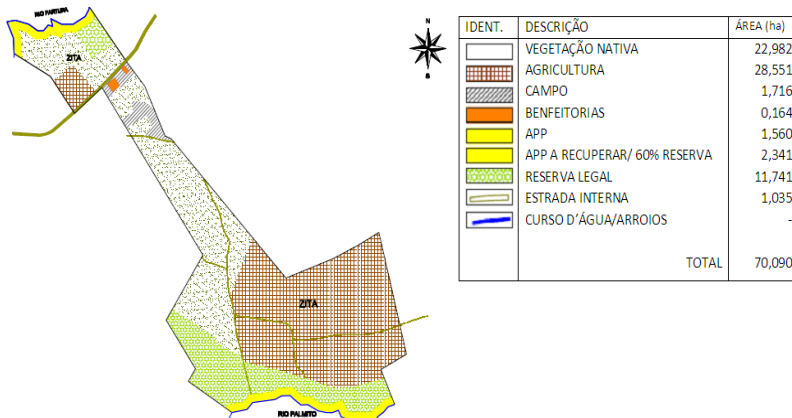 RIO FARTURA
ZITA
ZITA
RIO PALMITO
N
S
IDENT. DESCRIÇÃO ÁREA (ha)
VEGETAÇÃO NATIVA 22,982
AGRICULTURA 28,551
CAMPO 1,716
BENFEITORIAS 0,164
APP 1,560
APP A RECUPERAR/ 60% RESERVA 2,341
RESERVA LEGAL 11,741
ESTRADA INTERNA 1,035
CURSO D'ÁGUA/ARROIOS -
TOTAL 70,090